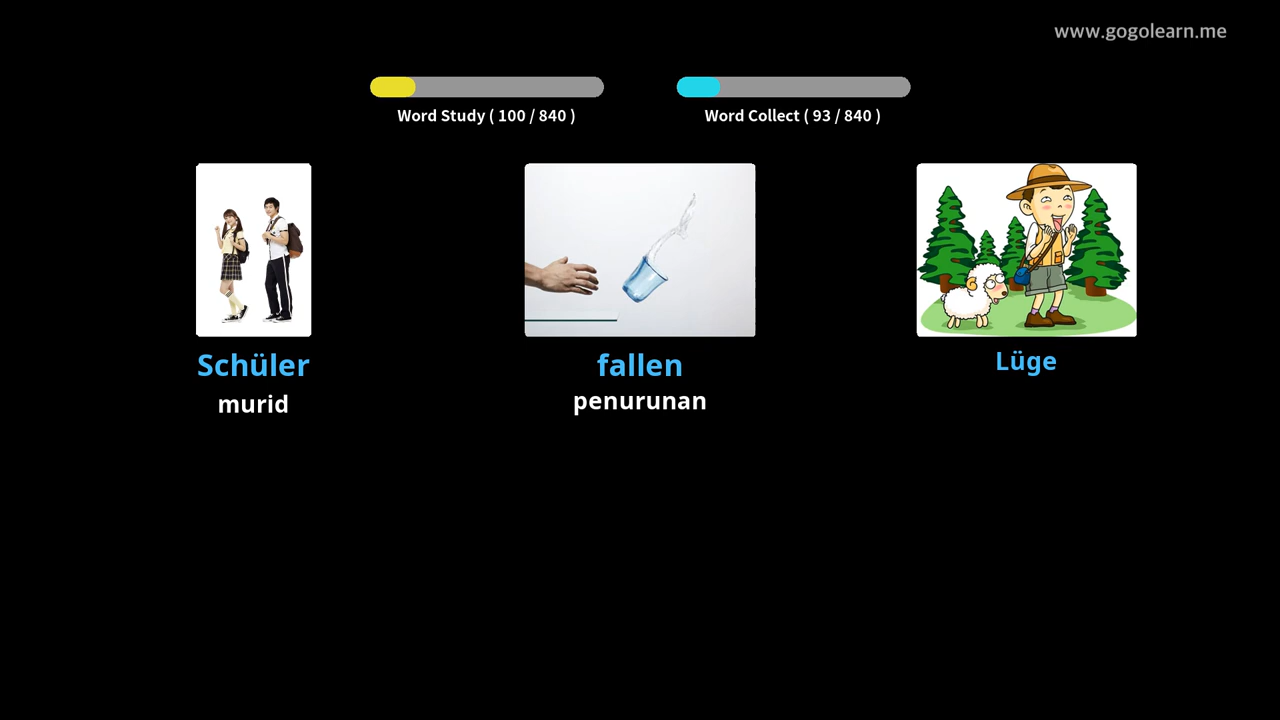 www.gogolearn.me
Word Study ( 100 / 840 )
Word Collect ( 93 / 840 )
Schüler
murid
fallen
penurunan
Lüge